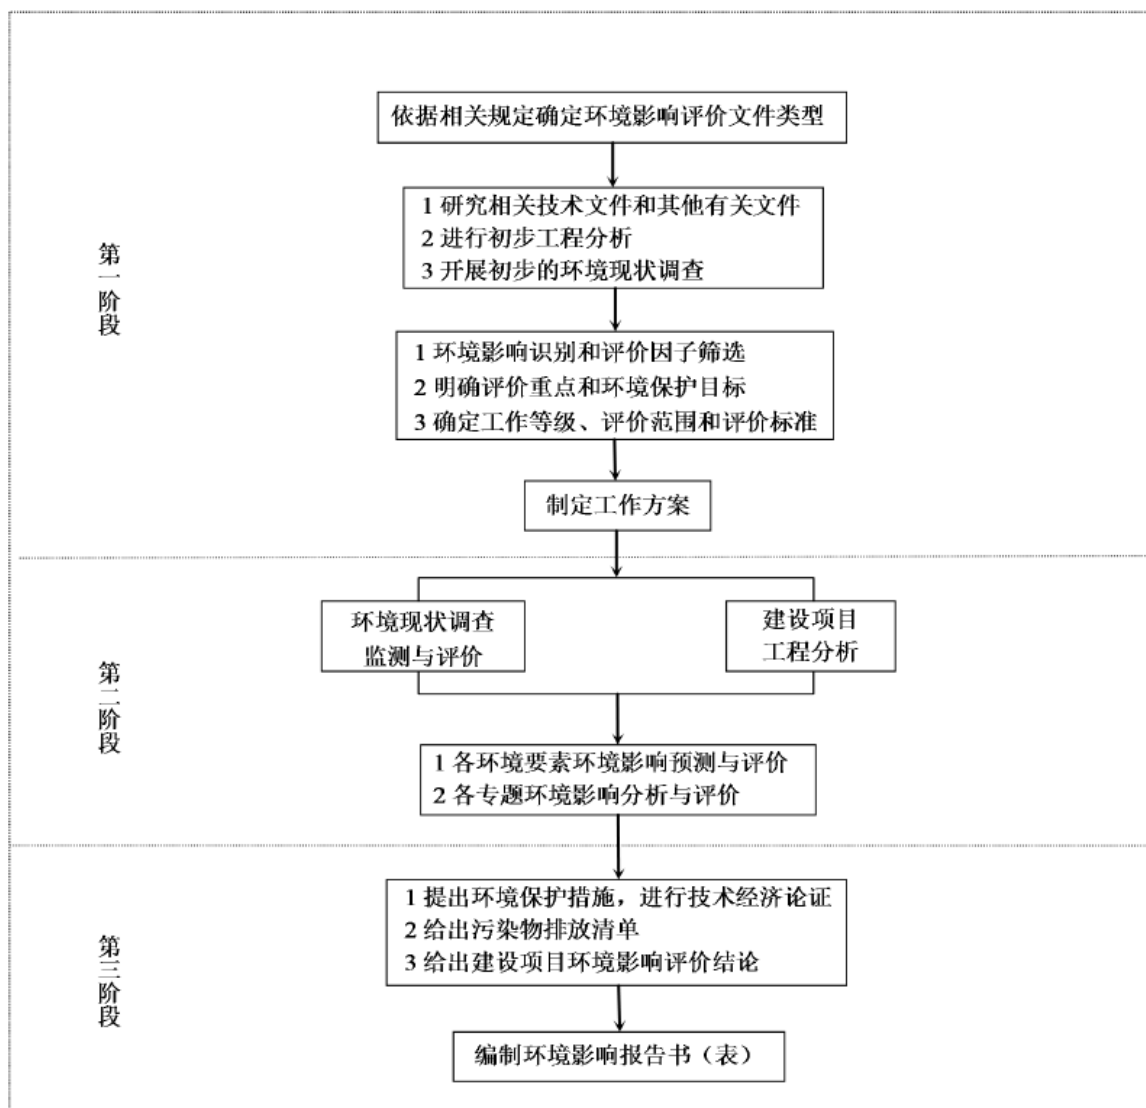 依据相关规定确定环境影响评价文件类型
1 研究相关技术文件和其他有关文件
2 进行初步工程分析
3 开展初步的环境现状调查
第一阶段
1 环境影响识别和评价因子筛选
2 明确评价重点和环境保护目标
3 确定工作等级、评价范围和评价标准
制定工作方案
环境现状调查
监测与评价
建设项目
工程分析
第二阶段
1 各环境要素环境影响预测与评价
2 各专题环境影响分析与评价
1 提出环境保护措施，进行技术经济论证
2 给出污染物排放清单
3 给出建设项目环境影响评价结论
第三阶段
编制环境影响报告书（表）